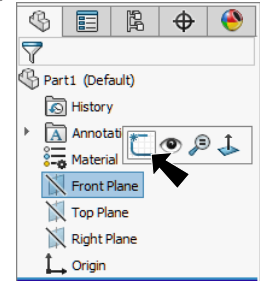 Part1 (Default)
History
A Annotati
Material
Front Plane
Top Plane
Right Plane
Origin